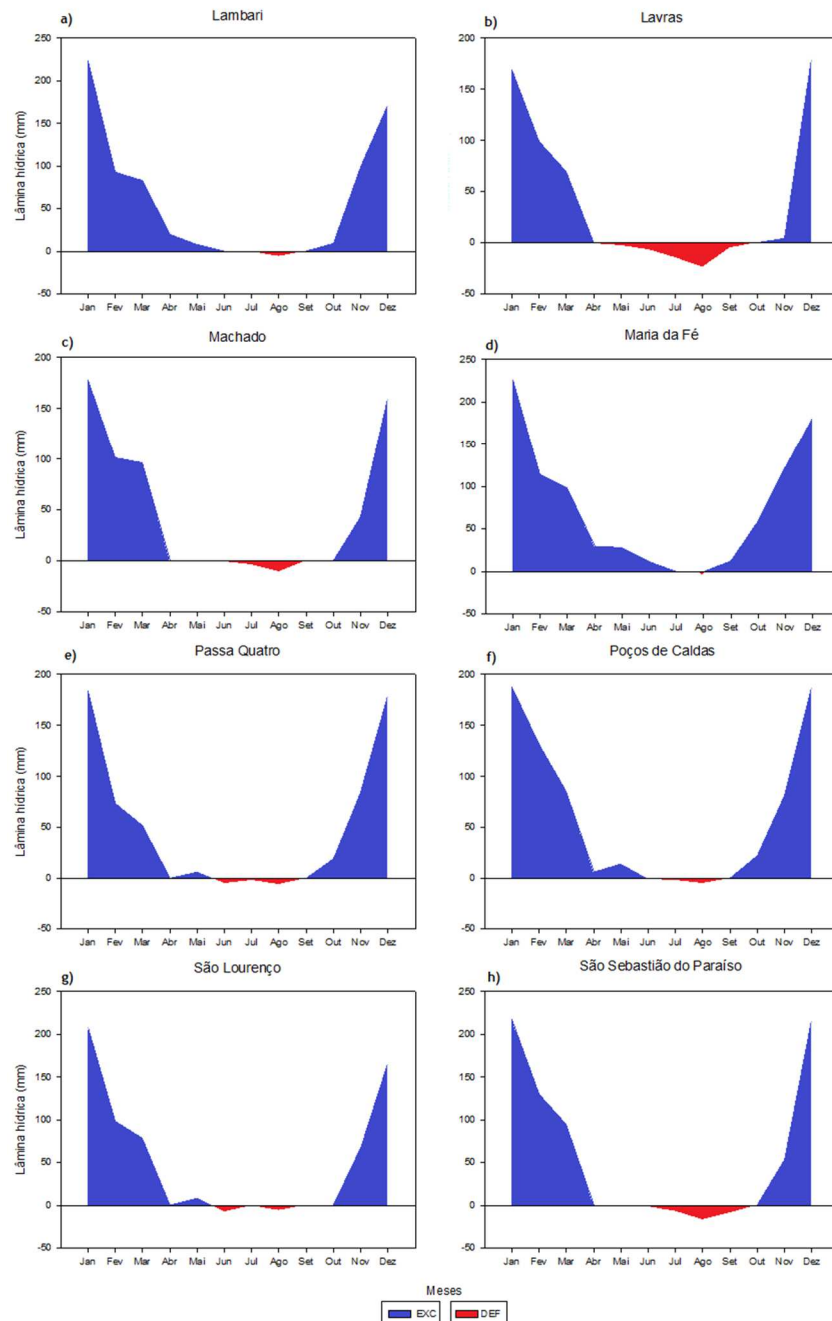 a) Lambari
Lâmina hídrica (mm)
250
200
150
100
50
0
-50
Jan Fev Mar Abr Mai Jun Jul Ago Set Out Nov Dez
b) Lavras
200
150
100
50
0
-50
Jan Fev Mar Abr Mai Jun Jul Ago Set Out Nov Dez
c) Machado
Lâmina hídrica (mm)
200
150
100
50
0
-50
Jan Fev Mar Abr Mai Jun Jul Ago Set Out Nov Dez
d) Maria da Fé
250
200
150
100
50
0
-50
Jan Fev Mar Abr Mai Jun Jul Ago Set Out Nov Dez
e) Passa Quatro
Lâmina hídrica (mm)
200
150
100
50
0
-50
Jan Fev Mar Abr Mai Jun Jul Ago Set Out Nov Dez
f) Poços de Caldas
200
150
100
50
0
-50
Jan Fev Mar Abr Mai Jun Jul Ago Set Out Nov Dez
g) São Lourenço
Lâmina hídrica (mm)
250
200
150
100
50
0
-50
Jan Fev Mar Abr Mai Jun Jul Ago Set Out Nov Dez
h) São Sebastião do Paraíso
250
200
150
100
50
0
-50
Jan Fev Mar Abr Mai Jun Jul Ago Set Out Nov Dez
Meses
EXC DEF